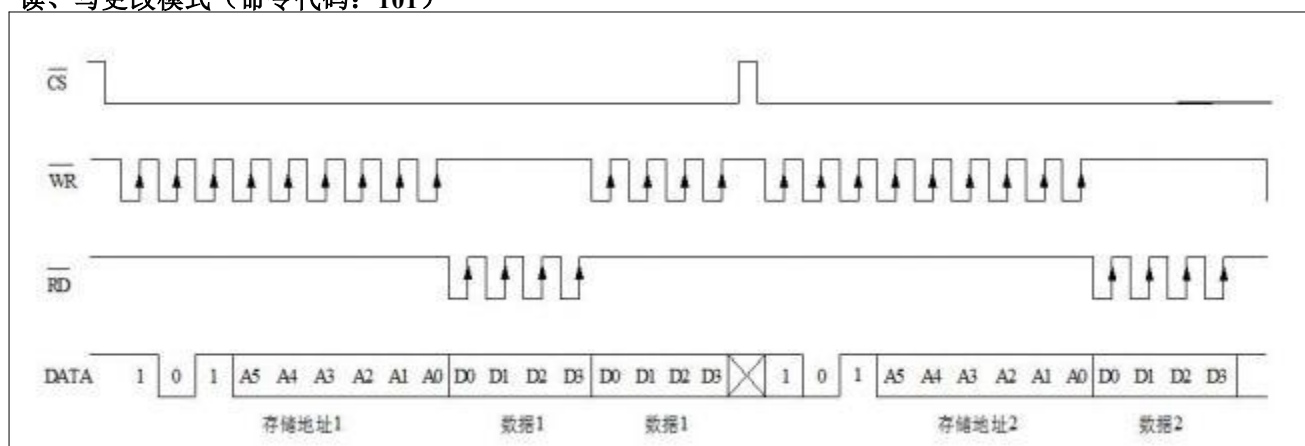 读、写更改模式（命令代码：101）
CS
WR
RD
DATA 1 0 1 A5 A4 A3 A2 A1 A0 D0 D1 D2 D3 D0 D1 D2 D3 1 0 1 A5 A4 A3 A2 A1 A0 D0 D1 D2 D3
存储地址1 数据1 数据1 存储地址2 数据2